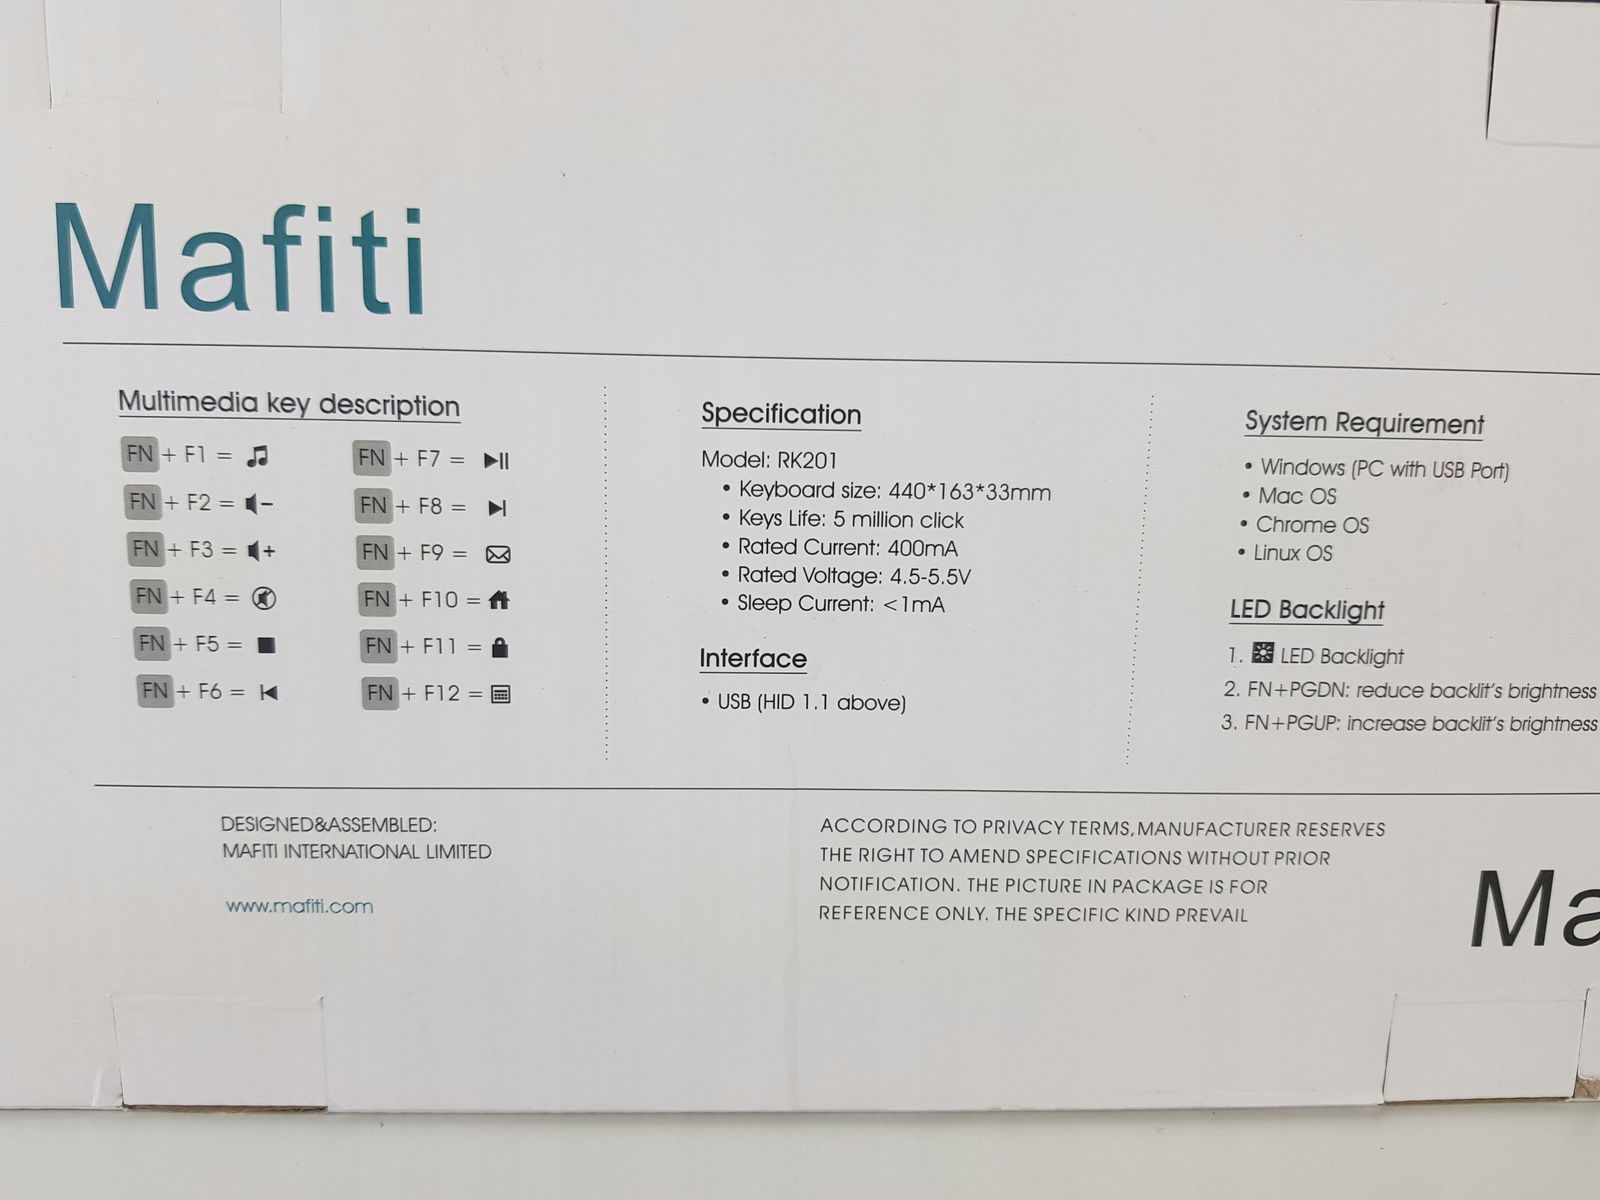 Mafiti
Multimedia key description
FN + F1 =
FN + F2 =
FN + F3 =
FN + F4 =
FN + F5 =
FN + F6 =
FN + F7 =
FN + F8 =
FN + F9 =
FN + F10 =
FN + F11 =
FN + F12 =
Specification
Model: RK201
• Keyboard size: 440*163*33mm
• Keys Life: 5 million click
• Rated Current: 400mA
• Rated Voltage: 4.5-5.5V
• Sleep Current: <1mA
Interface
• USB (HID 1.1 above)
System Requirement
• Windows (PC with USB Port)
• Mac OS
• Chrome OS
• Linux OS
LED Backlight
1. LED Backlight
2. FN+PGDN: reduce backlit's brightness
3. FN+PGUP: increase backlit's brightness
DESIGNED&ASSEMBLED:
MAFITI INTERNATIONAL LIMITED
www.mafiti.com
ACCORDING TO PRIVACY TERMS,MANUFACTURER RESERVES
THE RIGHT TO AMEND SPECIFICATIONS WITHOUT PRIOR
NOTIFICATION. THE PICTURE IN PACKAGE IS FOR
REFERENCE ONLY. THE SPECIFIC KIND PREVAIL
Ma